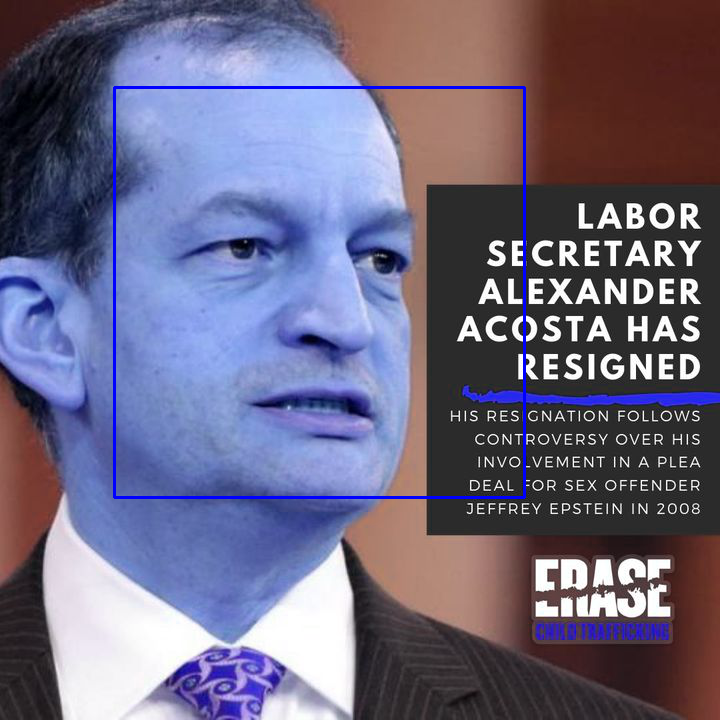 LABOR
SECRETARY
ALEXANDER
ACOSTA HAS
RESIGNED
HIS RESIGNATION FOLLOWS
CONTROVERSY OVER HIS
INVOLVEMENT IN A PLEA
DEAL FOR SEX OFFENDER
JEFFREY EPSTEIN IN 2008
ERASE
CHILD TRAFFICKING